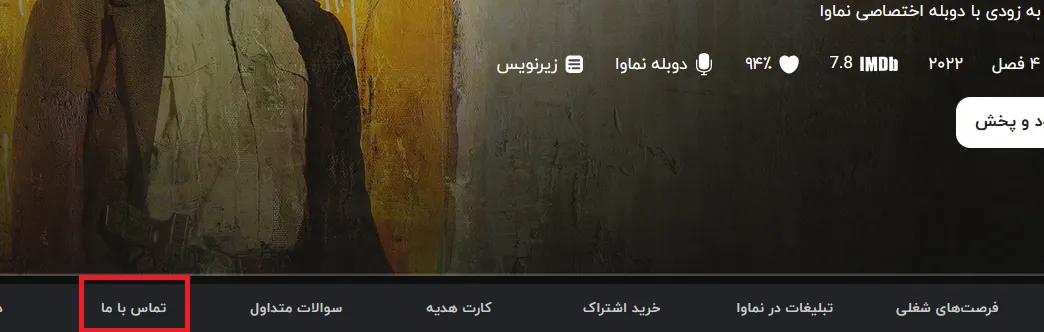 به زودی با دوبله اختصاصی نماوا
۴ فصل ۲۰۲۲ IMDb 7.8 ۹۴٪ دوبله نماوا زیرنویس
و پخش
فرصت‌های شغلی تبلیغات در نماوا خرید اشتراک کارت هدیه سوالات متداول تماس با ما